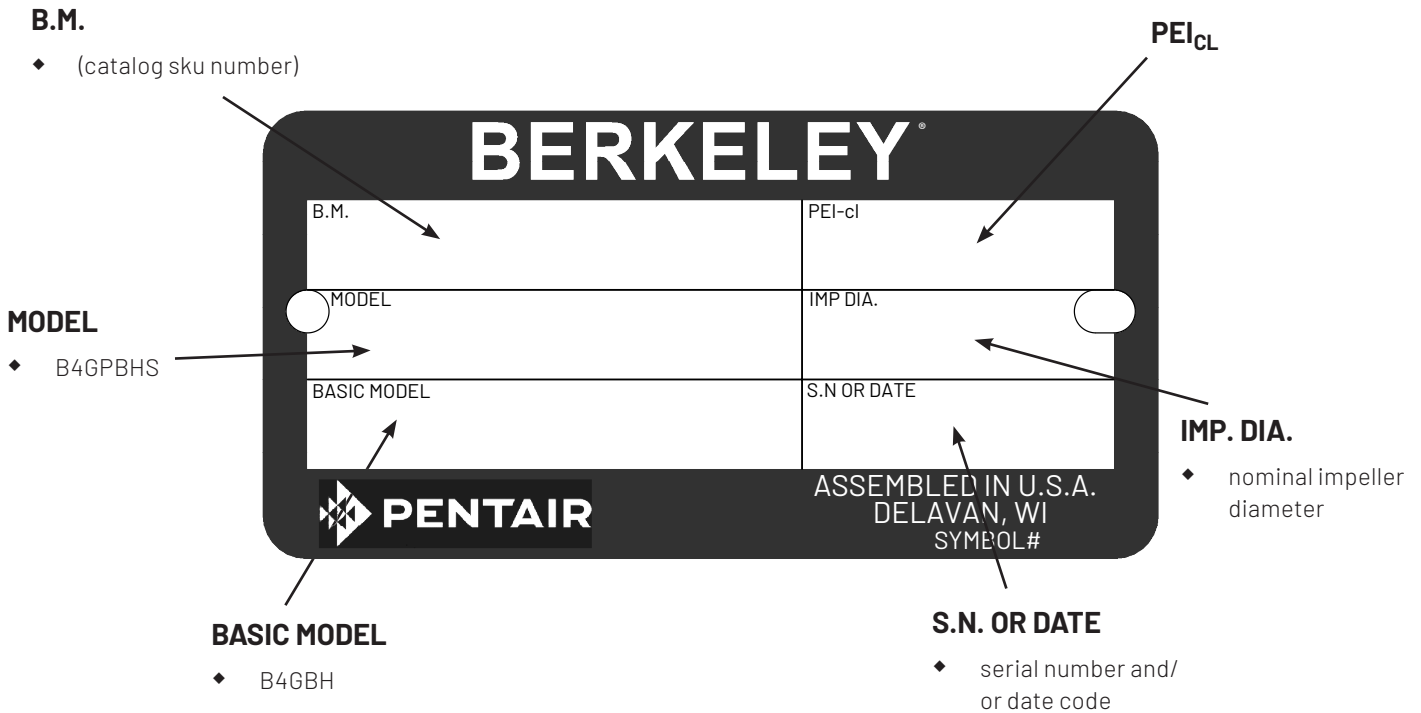 B.M.
◆ (catalog sku number)
PEI_CL
BERKELEY®
B.M.
PEI-cl
MODEL
◆ B4GPBHS
MODEL
IMP DIA.
BASIC MODEL
S.N OR DATE
IMP. DIA.
◆ nominal impeller
diameter
PENTAIR
ASSEMBLED IN U.S.A.
DELAVAN, WI
SYMBOL#
BASIC MODEL
◆ B4GBH
S.N. OR DATE
◆ serial number and/
or date code